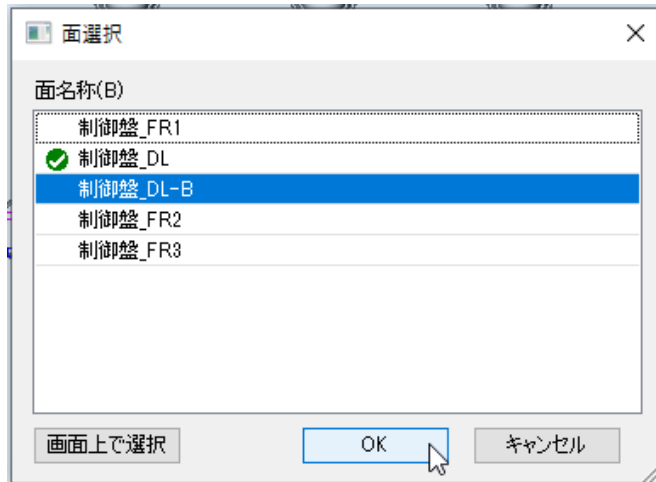 面選択
面名称(B)
制御盤_FR1
制御盤_DL
制御盤_DL-B
制御盤_FR2
制御盤_FR3
画面上で選択 OK キャンセル